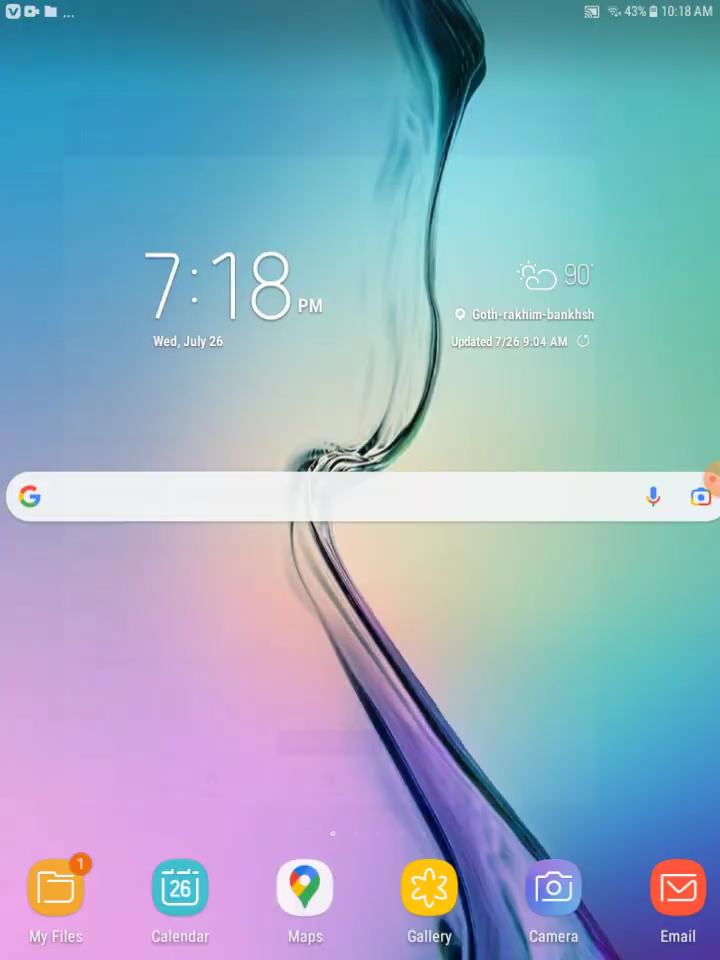 ... 43% 10:18 AM
7:18 PM
90°
Wed, July 26
Goth-rakhim-bankhsh
Updated 7/26 9:04 AM
G
1
26
My Files Calendar Maps Gallery Camera Email